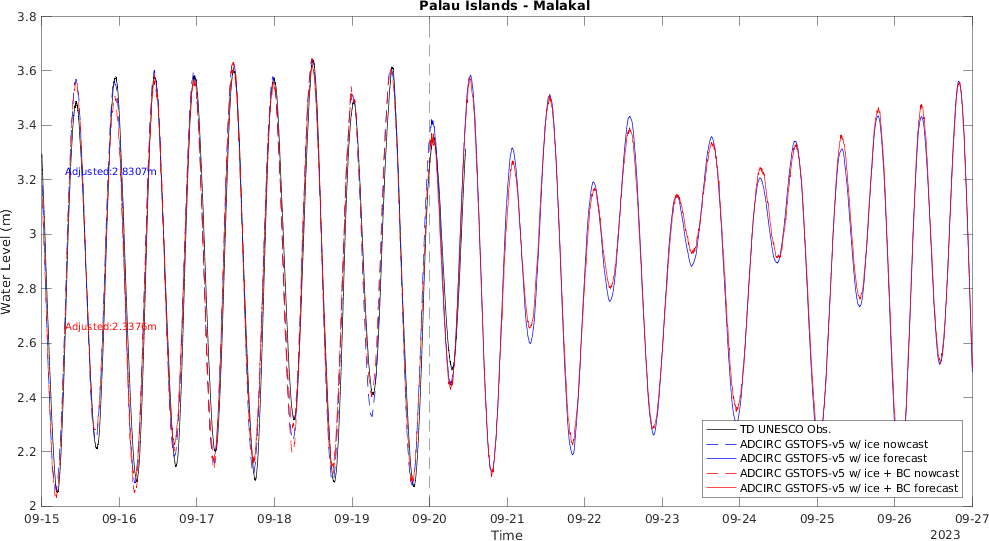 Palau Islands - Malakal
3.8
3.6
3.4
3.2
3
2.8
2.6
2.4
2.2
2
Water Level (m)
Adjusted:2.8307m
Adjusted:2.3376m
TD UNESCO Obs.
ADCIRC GSTOFS-v5 w/ ice nowcast
ADCIRC GSTOFS-v5 w/ ice forecast
ADCIRC GSTOFS-v5 w/ ice + BC nowcast
ADCIRC GSTOFS-v5 w/ ice + BC forecast
09-15 09-16 09-17 09-18 09-19 09-20 09-21 09-22 09-23 09-24 09-25 09-26 09-27
Time
2023